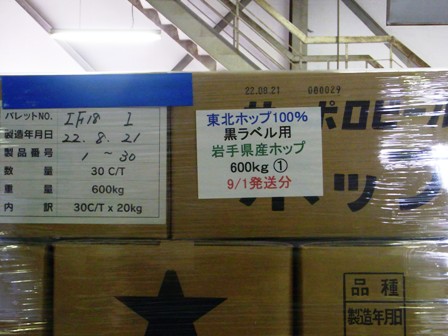 パレットNO. IF18 1
製造年月日 22.8.21
製品番号 1 ~ 30
数量 30 C/T
重量 600kg
内訳 30C/T x 20kg
東北ホップ100%
黒ラベル用
岩手県産ホップ
600kg ①
9/1発送分
22.08.21
ッポロビー
ホップ
品種
製造年月日